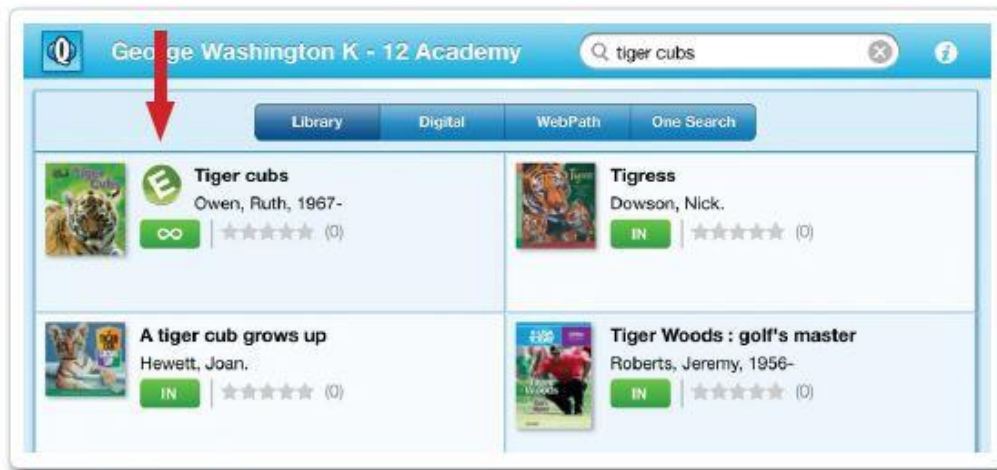 George Washington K - 12 Academy
tiger cubs
Library Digital WebPath One Search
Tiger cubs
Owen, Ruth, 1967-
∞ (0)
Tigress
Dowson, Nick.
IN (0)
A tiger cub grows up
Hewett, Joan.
IN (0)
Tiger Woods : golf's master
Roberts, Jeremy, 1956-
IN (0)